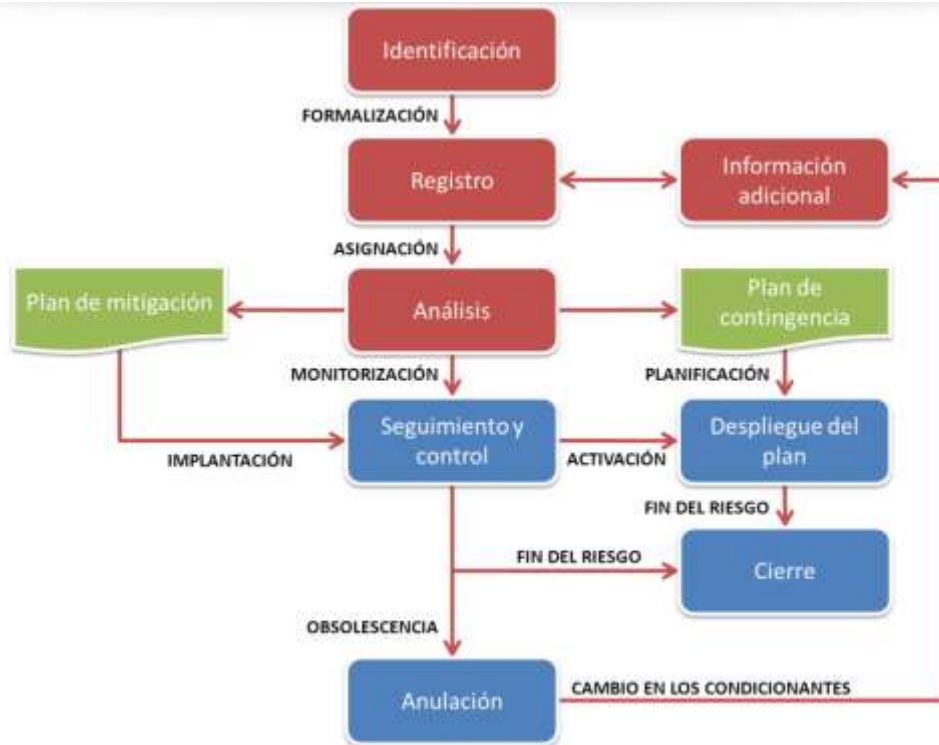 Identificación
FORMALIZACIÓN
Registro
Información
adicional
ASIGNACIÓN
Plan de mitigación
Análisis
Plan de
contingencia
MONITORIZACIÓN
PLANIFICACIÓN
Seguimiento y
control
Despliegue del
plan
IMPLANTACIÓN
ACTIVACIÓN
FIN DEL RIESGO
FIN DEL RIESGO
Cierre
OBSOLESCENCIA
Anulación
CAMBIO EN LOS CONDICIONANTES